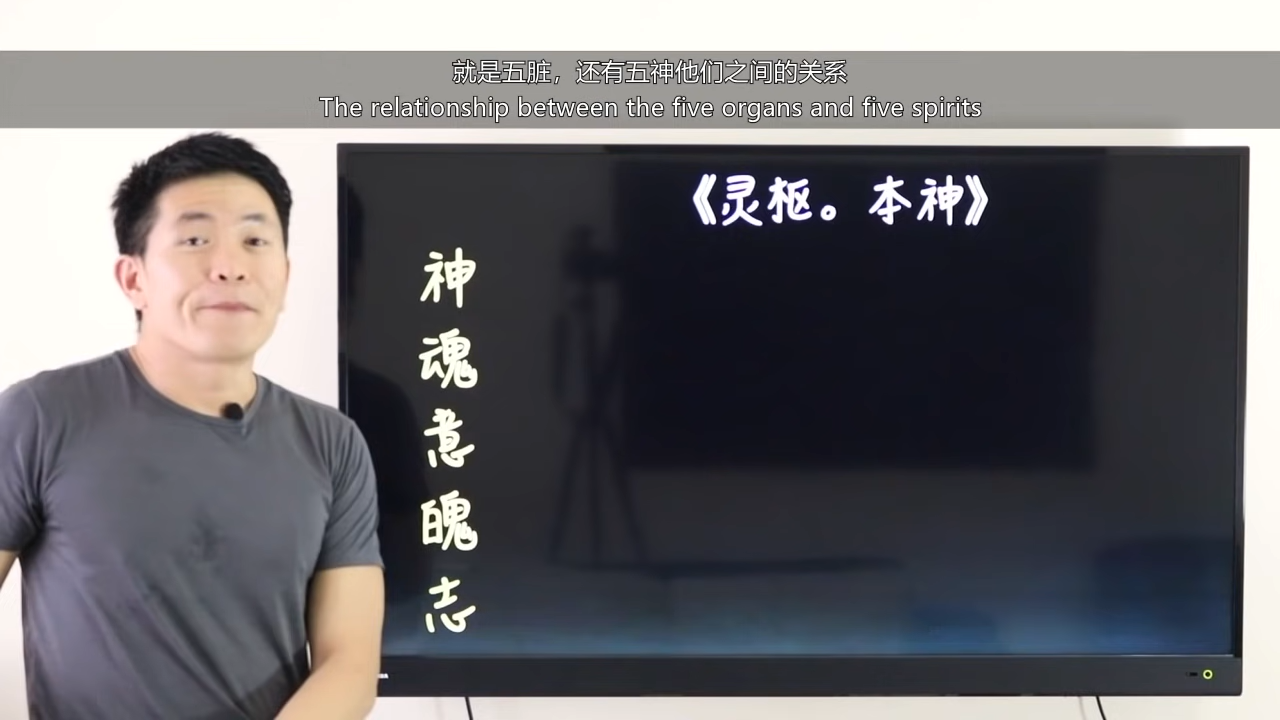 就是五脏，还有五神他们之间的关系
The relationship between the five organs and five spirits
《灵枢。本神》
神
魂
意
魄
志